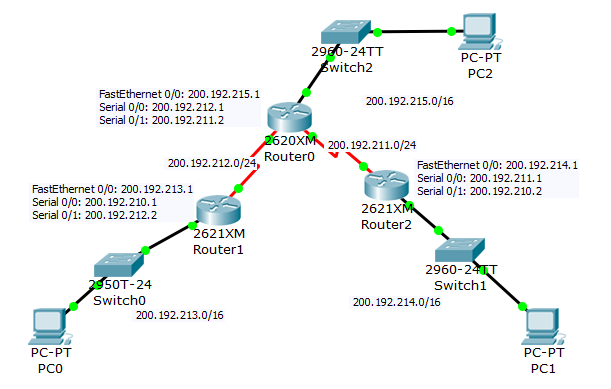 2960-24TT
Switch2
PC-PT
PC2
FastEthernet 0/0: 200.192.215.1
Serial 0/0: 200.192.212.1
Serial 0/1: 200.192.211.2
200.192.215.0/16
2620XM
Router0
200.192.211.0/24
200.192.212.0/24
FastEthernet 0/0: 200.192.214.1
Serial 0/0: 200.192.211.1
Serial 0/1: 200.192.210.2
FastEthernet 0/0: 200.192.213.1
Serial 0/0: 200.192.210.1
Serial 0/1: 200.192.212.2
2621XM
Router1
2621XM
Router2
2950T-24
Switch0
2960-24TT
Switch1
200.192.213.0/16
200.192.214.0/16
PC-PT
PC0
PC-PT
PC1